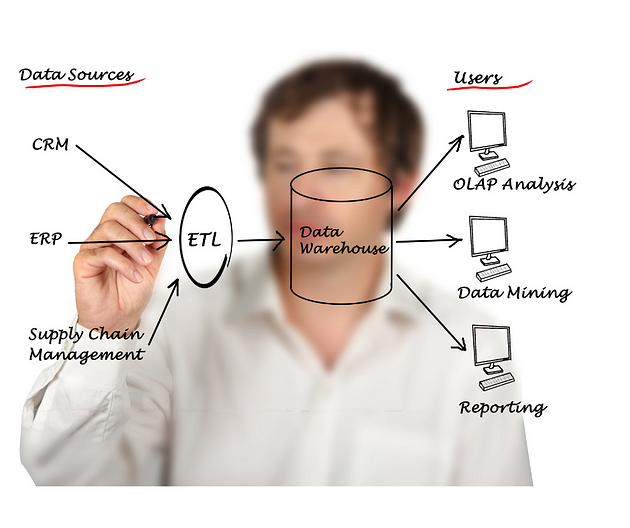 Data Sources
Users
CRM
OLAP Analysis
ERP
ETL
Data
Warehouse
Data Mining
Supply Chain
Management
Reporting